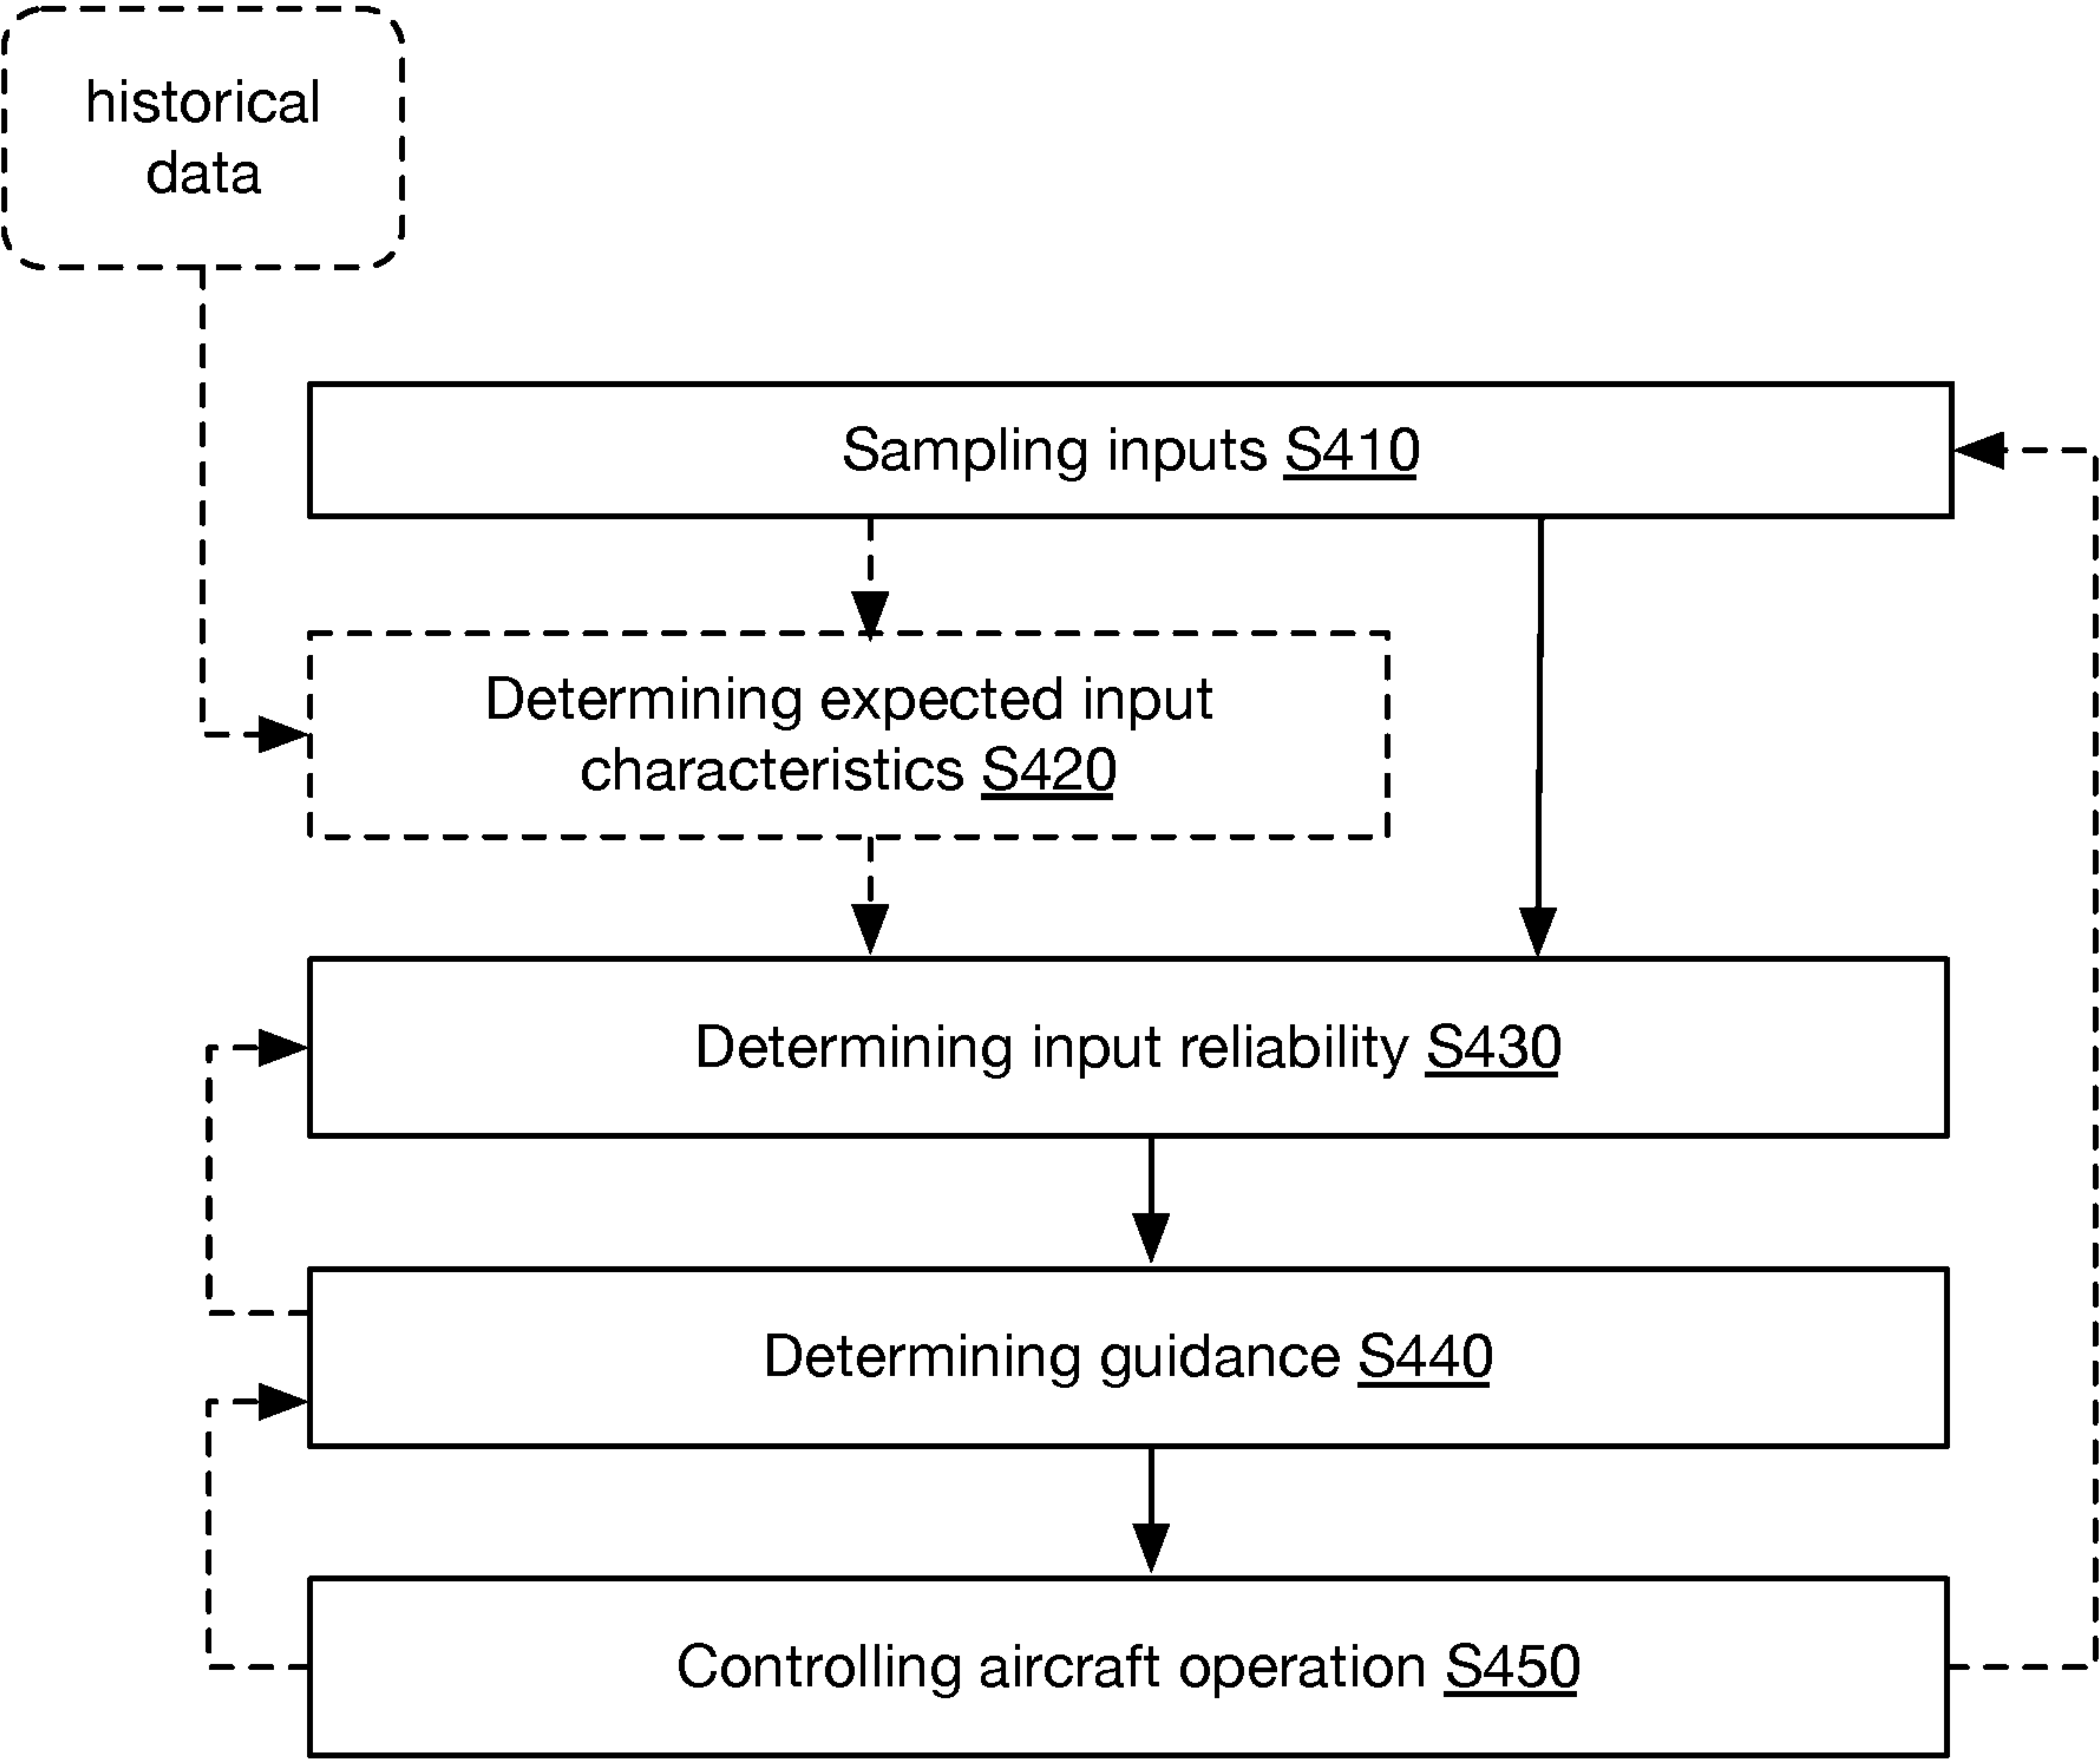 historical
data
Sampling inputs S410
Determining expected input
characteristics S420
Determining input reliability S430
Determining guidance S440
Controlling aircraft operation S450